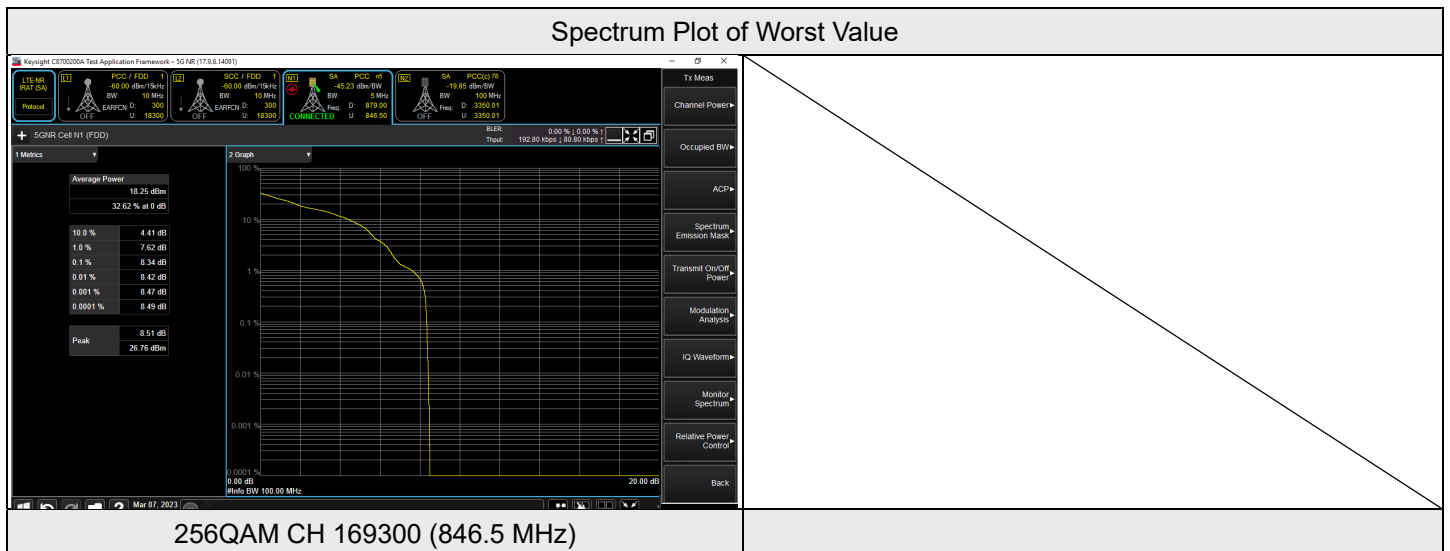 Spectrum Plot of Worst Value
Keysight C8700200A Test Application Framework – 5G NR (17.9.6.14091)
LTE-NR
IRAT (SA)
Protocol
L1
PCC / FDD 1
-60.00 dBm/15kHz
BW: 10 MHz
EARFCN: D: 300
OFF U: 18300
L2
SCC / FDD 1
-60.00 dBm/15kHz
BW: 10 MHz
EARFCN: D: 300
OFF U: 18300
N1
SA PCC n5
-45.23 dBm/BW
BW: 5 MHz
Freq: D: 879.00
CONNECTED U: 846.50
N2
SA PCC(c) 78
-19.85 dBm/BW
BW: 100 MHz
Freq: D: 3350.01
OFF U: 3350.01
5GNR Cell N1 (FDD)
BLER: 0.00 % ↓ 0.00 % ↑
Thput: 192.80 kbps ↓ 80.80 kbps ↑
1 Metrics
Average Power
18.25 dBm
32.62 % at 0 dB
10.0 % 4.41 dB
1.0 % 7.62 dB
0.1 % 8.34 dB
0.01 % 8.42 dB
0.001 % 8.47 dB
0.0001 % 8.49 dB
Peak
8.51 dB
26.76 dBm
2 Graph
100 %
10 %
1 %
0.1 %
0.01 %
0.001 %
0.0001 %
0.00 dB 20.00 dB
#Info BW 100.00 MHz
Tx Meas
Channel Power
Occupied BW
ACP
Spectrum
Emission Mask
Transmit On/Off
Power
Modulation
Analysis
IQ Waveform
Monitor
Spectrum
Relative Power
Control
Back
Mar 07, 2023
256QAM CH 169300 (846.5 MHz)